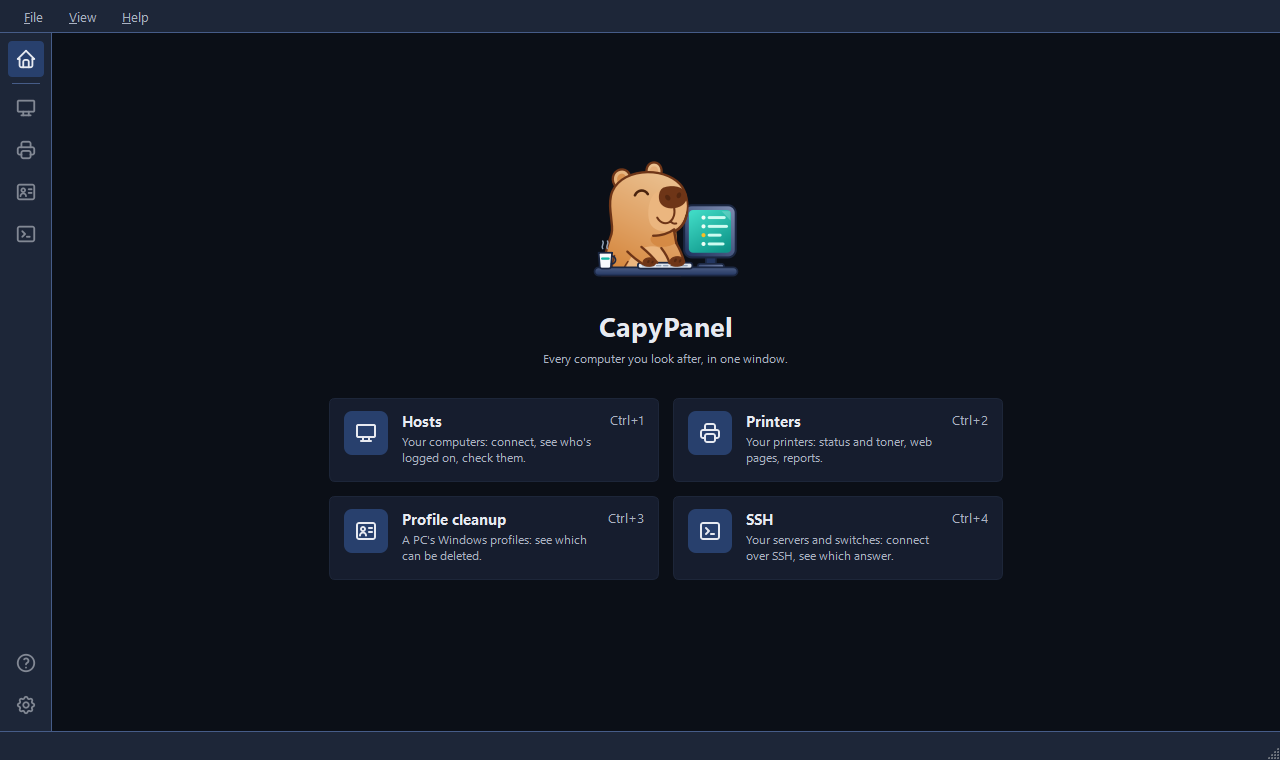 File View Help
CapyPanel
Every computer you look after, in one window.
Hosts Ctrl+1
Your computers: connect, see who's
logged on, check them.
Printers Ctrl+2
Your printers: status and toner, web
pages, reports.
Profile cleanup Ctrl+3
A PC's Windows profiles: see which
can be deleted.
SSH Ctrl+4
Your servers and switches: connect
over SSH, see which answer.